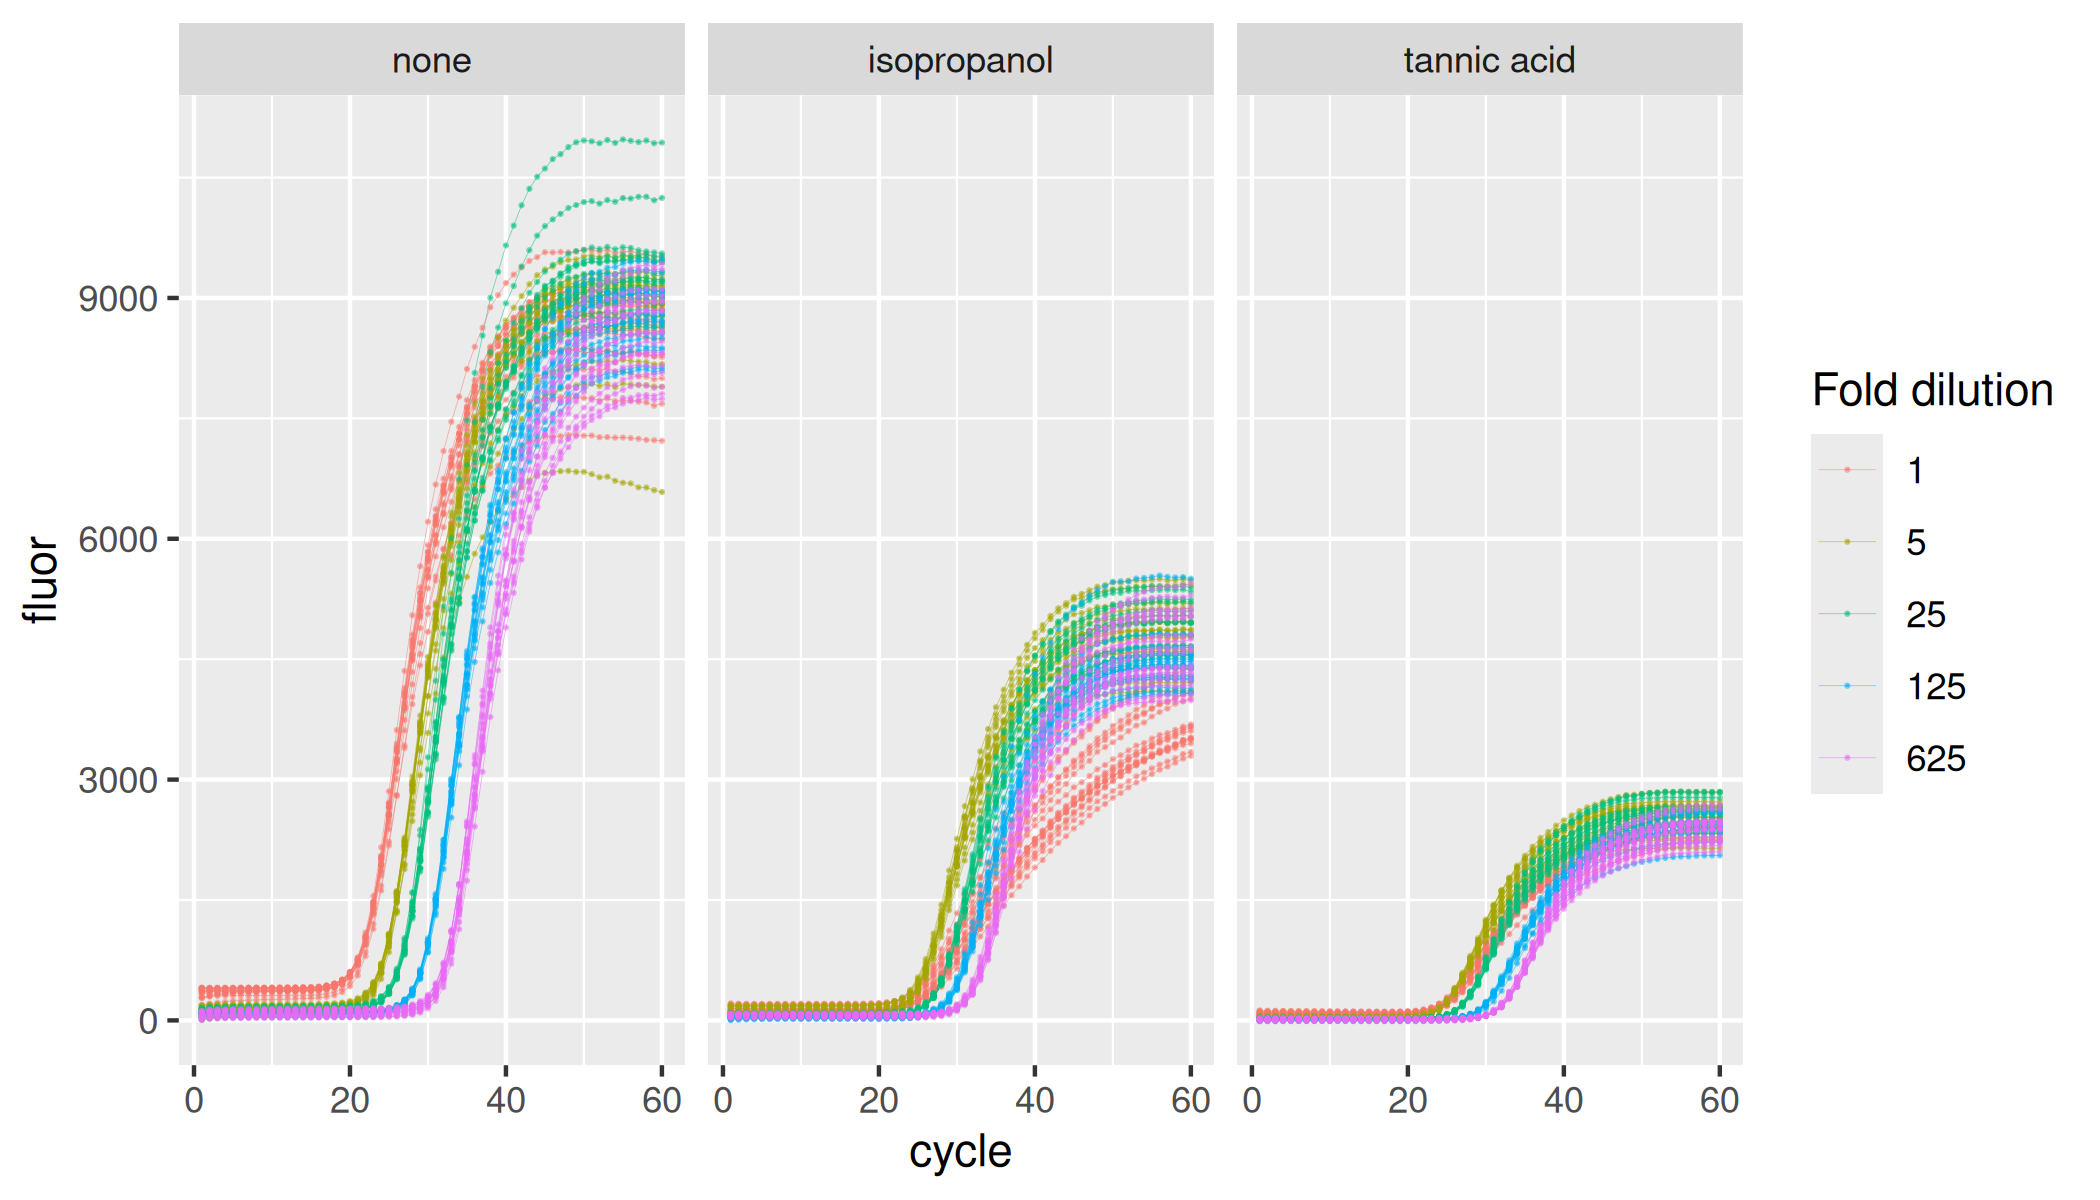 none isopropanol tannic acid
fluor
9000
6000
3000
0
0 20 40 60 0 20 40 60 0 20 40 60
cycle
Fold dilution
1
5
25
125
625